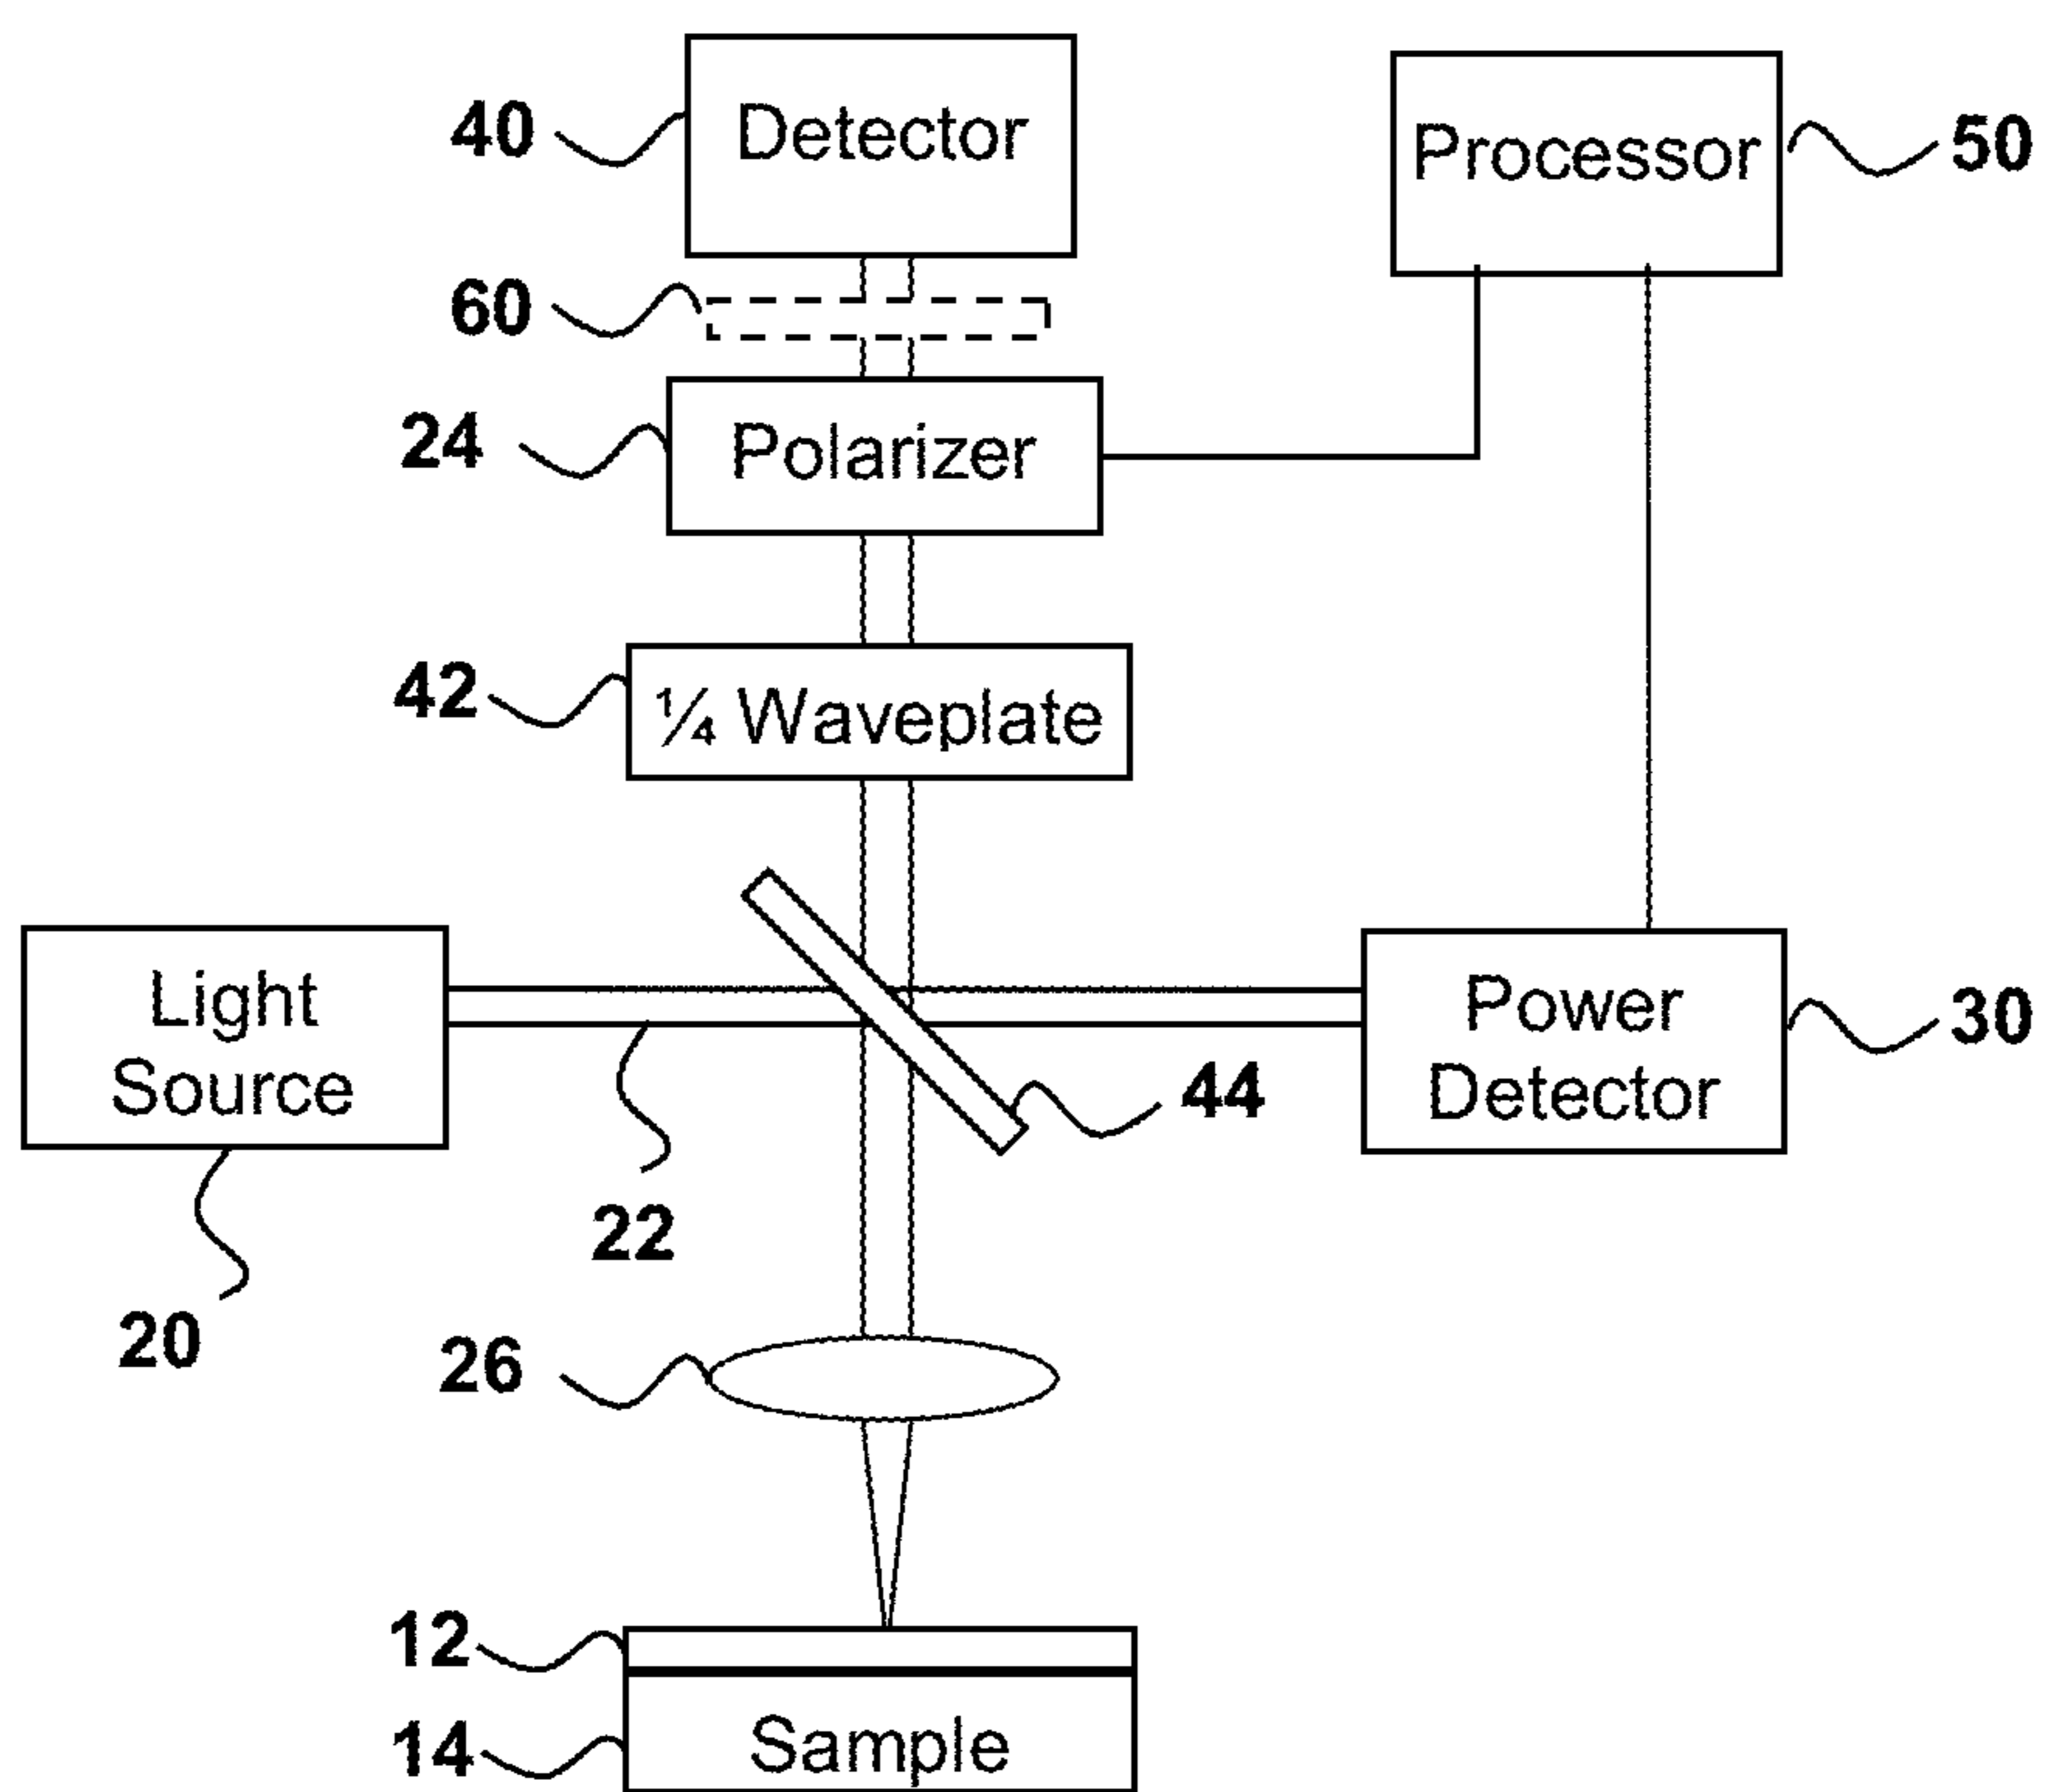 40
Detector
Processor
50
60
24
Polarizer
42
¼ Waveplate
Light
Source
Power
Detector
30
44
22
20
26
12
14
Sample